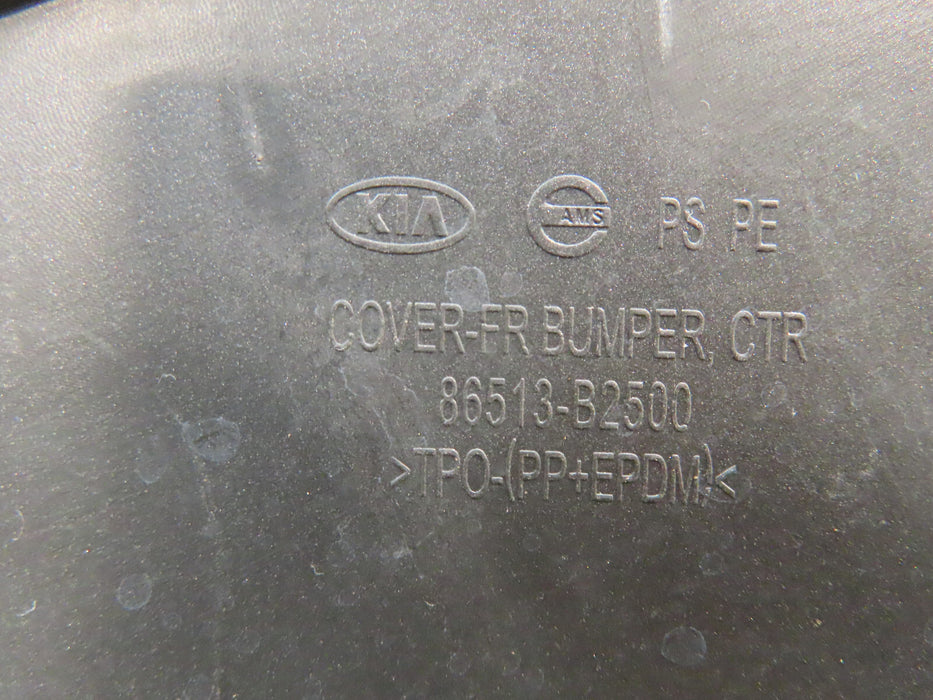 KIA AMS PS PE
COVER-FR BUMPER, CTR
86513-B2500
>TPO-(PP+EPDM)<